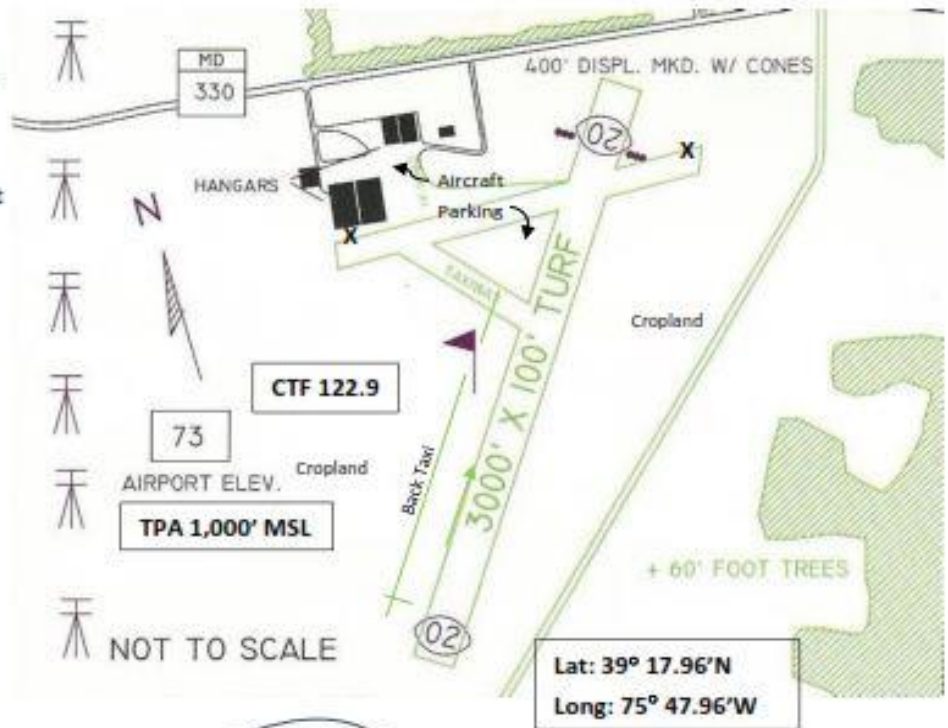 MD
330
400' DISPL. MKD. W/ CONES
20
X
HANGARS
Aircraft
Parking
X
N
TAXIWAY
3000' X 100' TURF
Cropland
CTF 122.9
73
AIRPORT ELEV.
Cropland
Back Taxi
TPA 1,000' MSL
+ 60' FOOT TREES
02
NOT TO SCALE
Lat: 39º 17.96'N
Long: 75º 47.96'W